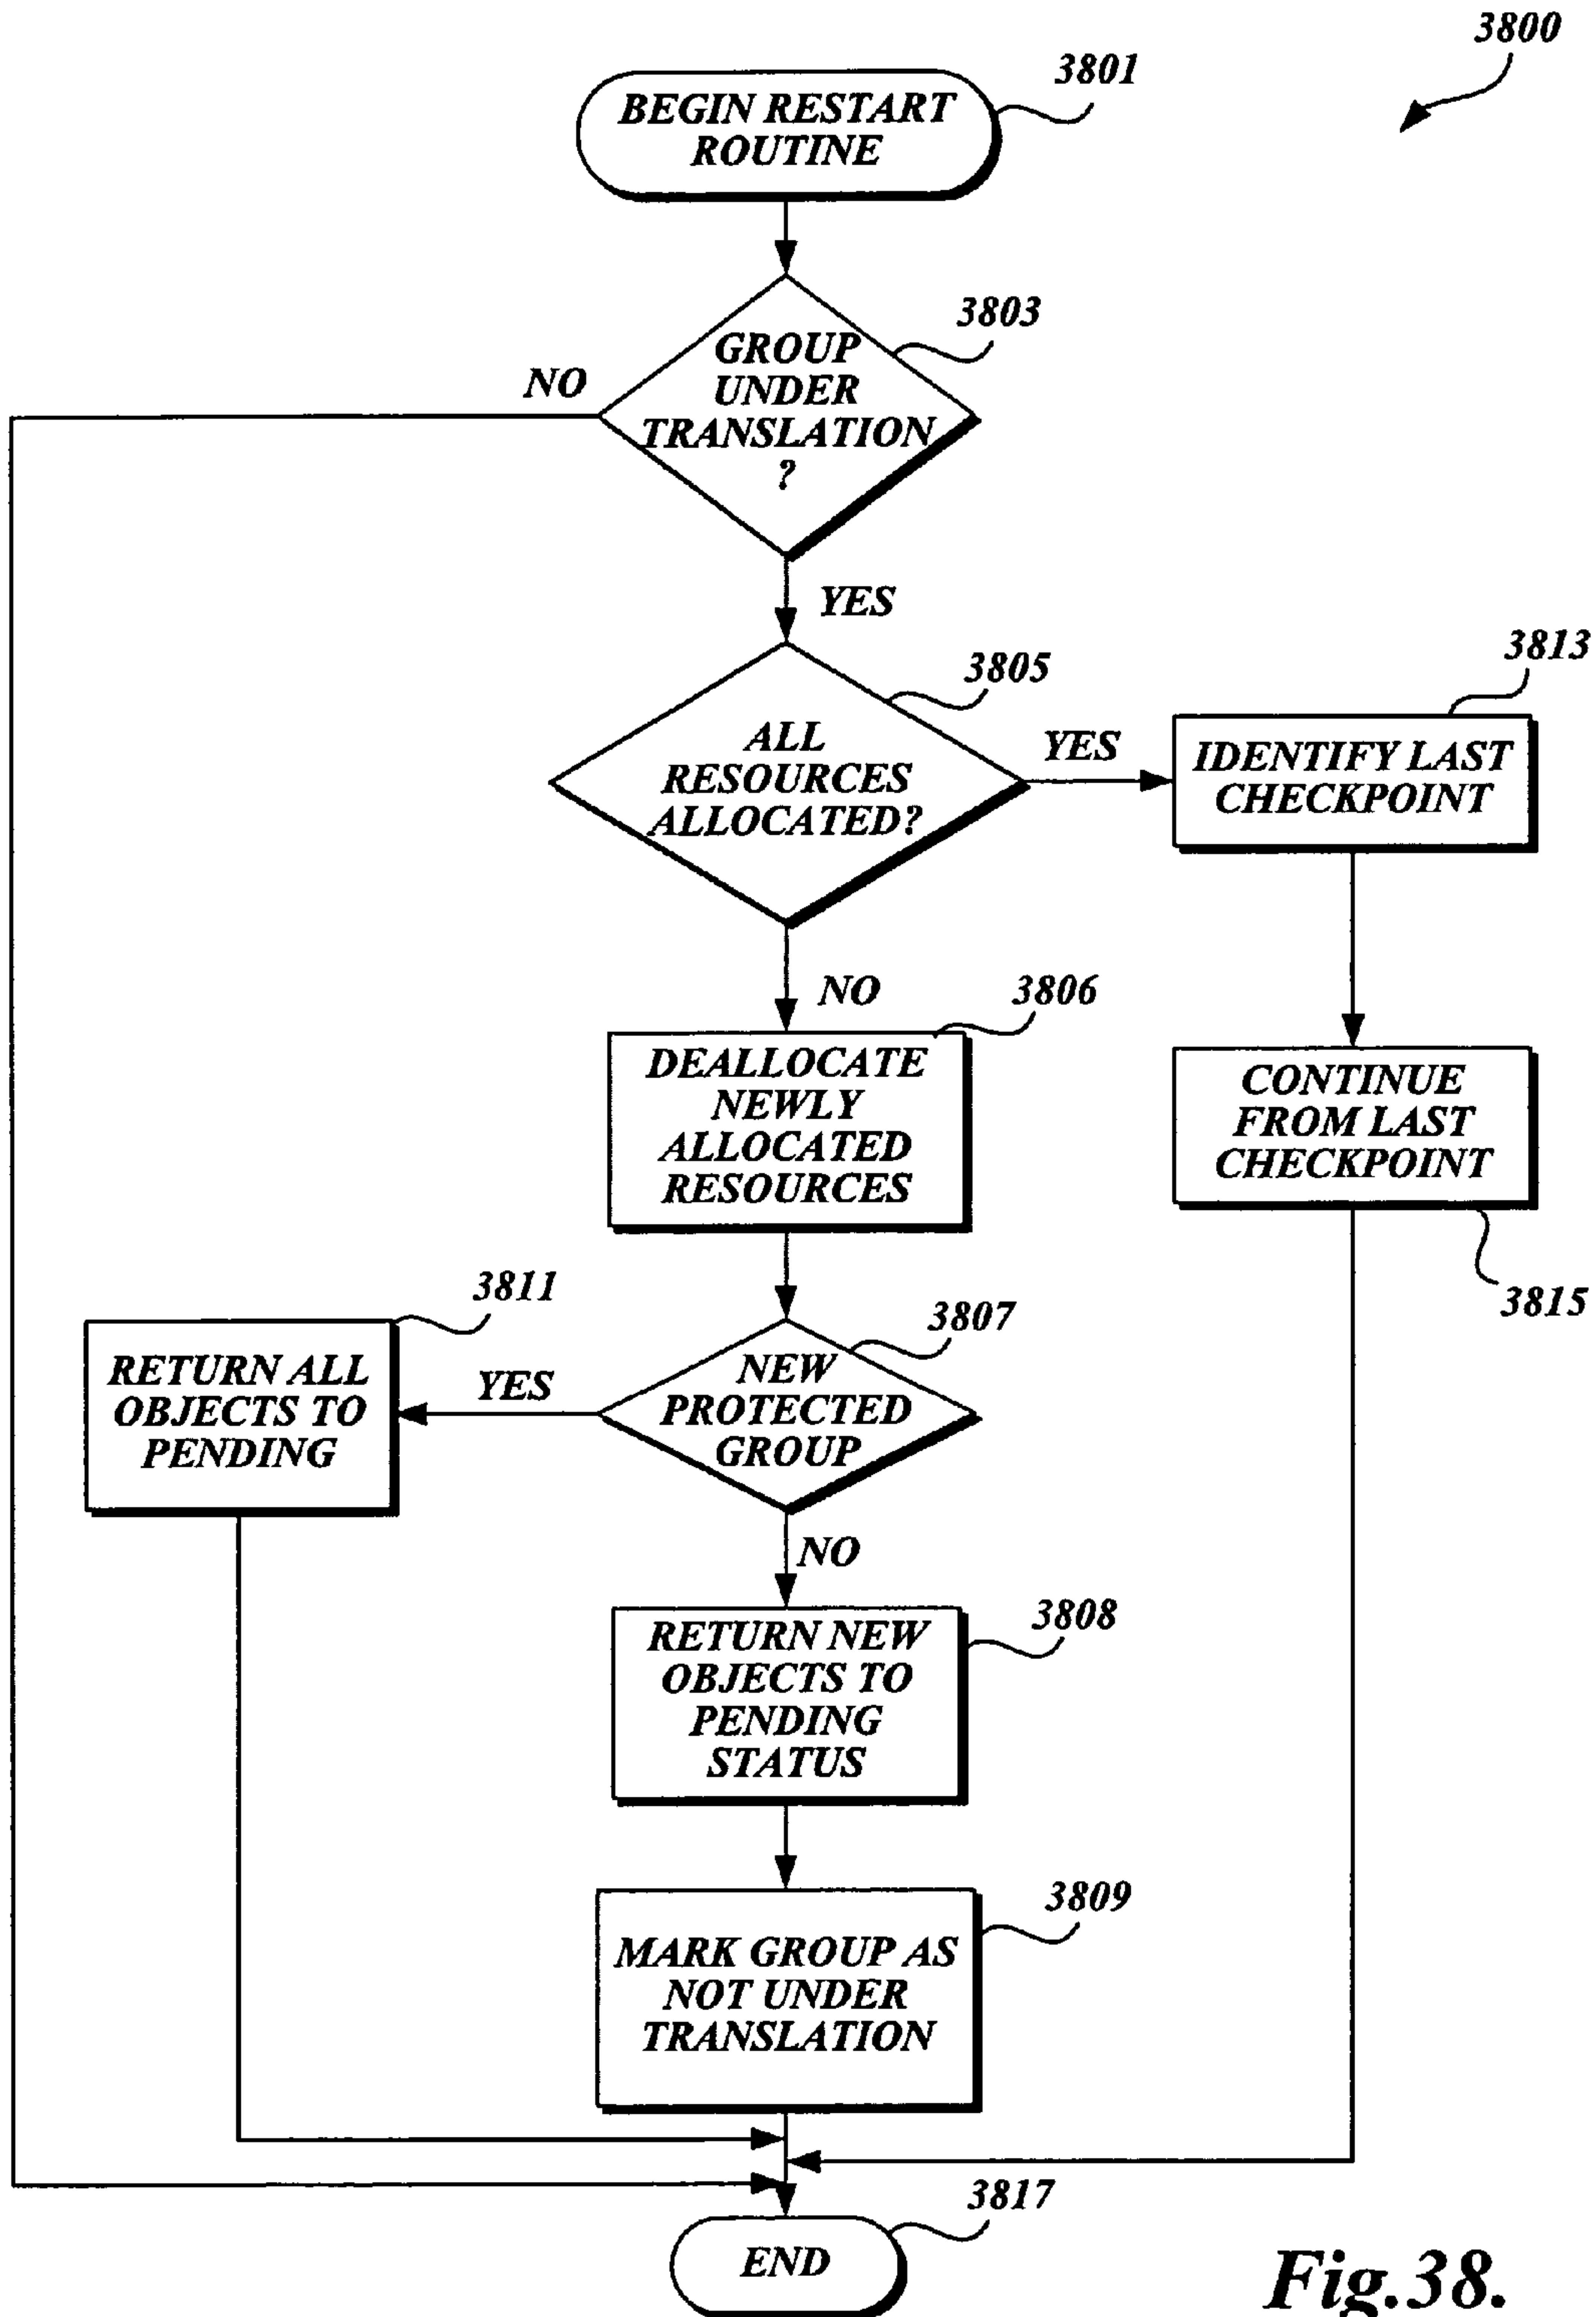 3800
3801
BEGIN RESTART
ROUTINE
3803
GROUP
UNDER
TRANSLATION
?
NO
YES
3805
ALL
RESOURCES
ALLOCATED?
YES
3813
IDENTIFY LAST
CHECKPOINT
NO
3806
DEALLOCATE
NEWLY
ALLOCATED
RESOURCES
CONTINUE
FROM LAST
CHECKPOINT
3815
3811
RETURN ALL
OBJECTS TO
PENDING
YES
3807
NEW
PROTECTED
GROUP
NO
3808
RETURN NEW
OBJECTS TO
PENDING
STATUS
3809
MARK GROUP AS
NOT UNDER
TRANSLATION
3817
END
Fig.38.